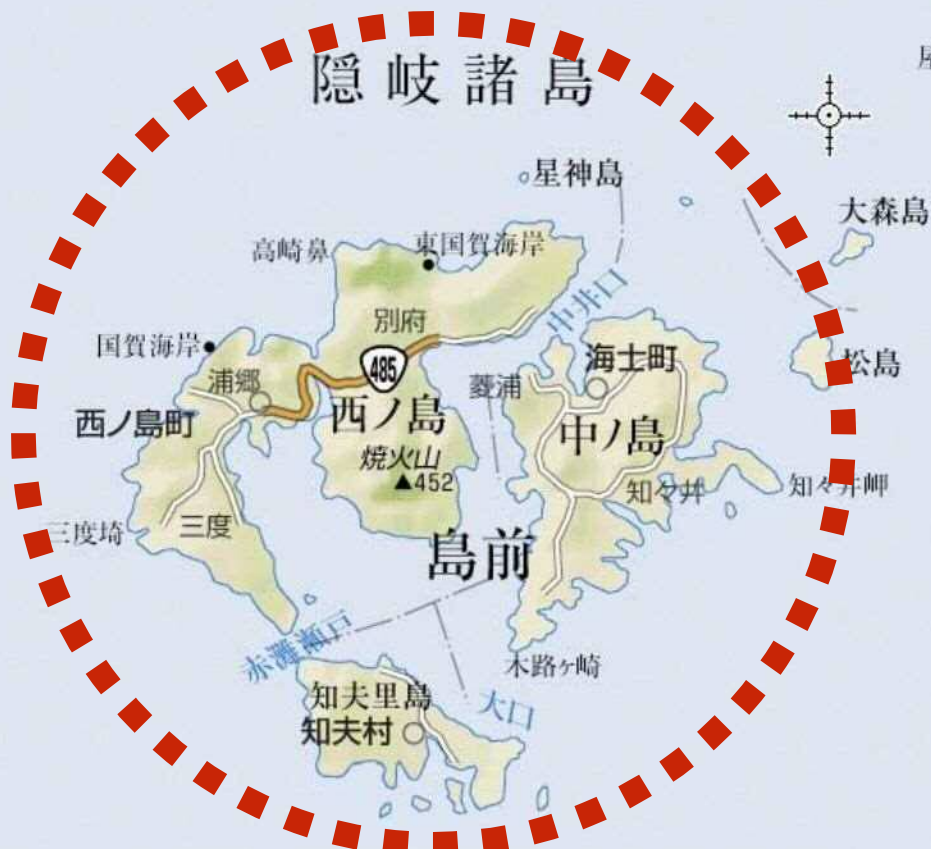 隠岐諸島
星神島
大森島
高崎鼻
東国賀海岸
中井口
別府
国賀海岸
485
海士町
松島
浦郷
菱浦
西ノ島町
西ノ島
中ノ島
焼火山
▲452
知々井
知々井岬
三度埼
三度
島前
赤灘瀬戸
木路ヶ崎
知夫里島
大口
知夫村